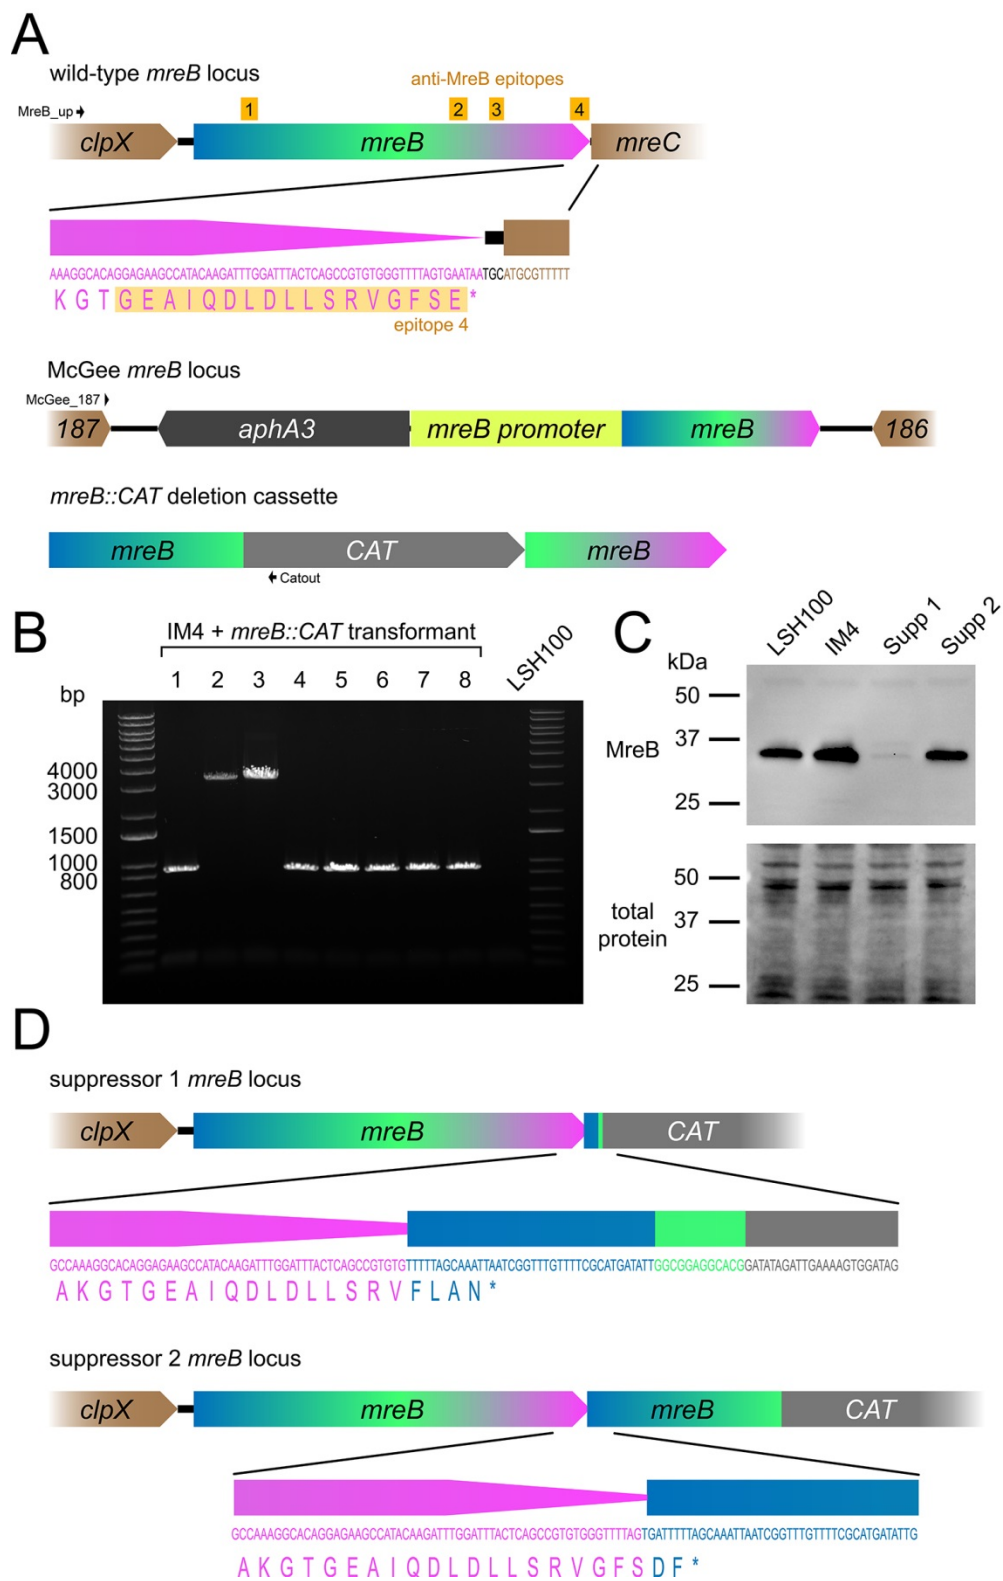 A
wild-type mreB locus
anti-MreB epitopes
MreB_up
1 2 3 4
clpX mreB mreC
AAAGGCACAGGAGAAGCCATACAAGATTTGGATTTACTCAGCCGTGTGGGTTTTAGTGAATAATGCATGCGTTTTT
K G T G E A I Q D L D L L S R V G F S E *
epitope 4
McGee mreB locus
McGee_187
187 aphA3 mreB promoter mreB 186
mreB::CAT deletion cassette
mreB CAT mreB
Catout
B
IM4 + mreB::CAT transformant
LSH100
1 2 3 4 5 6 7 8
bp
4000
3000
1500
1000
800
C
LSH100 IM4 Supp 1 Supp 2
kDa
50
37
MreB
25
50
37
total
protein
25
D
suppressor 1 mreB locus
clpX mreB CAT
GCCAAAGGCACAGGAGAAGCCATACAAGATTTGGATTTACTCAGCCGTGTGTTTTTAGCAAATTAATCGGTTTGTTTTCGCATGATATTGGCGGAGGCACGGATATAGATTGAAAAGTGGATAG
A K G T G E A I Q D L D L L S R V F L A N *
suppressor 2 mreB locus
clpX mreB mreB CAT
GCCAAAGGCACAGGAGAAGCCATACAAGATTTGGATTTACTCAGCCGTGTGGGTTTTAGTGATTTTTAGCAAATTAATCGGTTTGTTTTCGCATGATATTG
A K G T G E A I Q D L D L L S R V G F S D F *